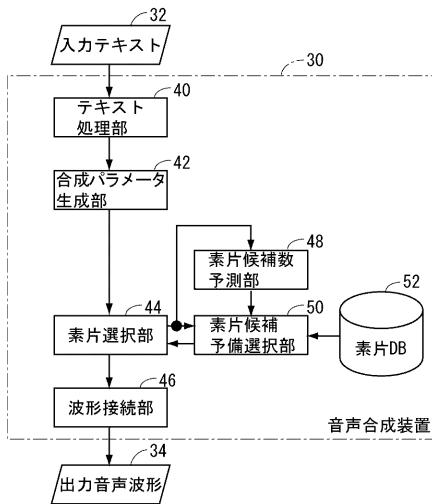 32
入力テキスト
30
40
テキスト
処理部
42
合成パラメータ
生成部
48
素片候補数
予測部
44
素片選択部
50
素片候補
予備選択部
52
素片DB
46
波形接続部
音声合成装置
34
出力音声波形